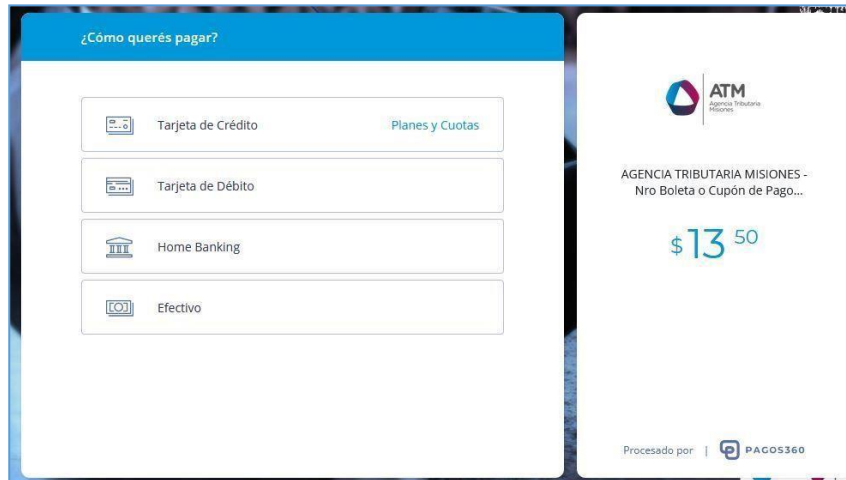 ¿Cómo querés pagar?
Tarjeta de Crédito
Planes y Cuotas
Tarjeta de Débito
Home Banking
Efectivo
ATM
Agencia Tributaria
Misiones
AGENCIA TRIBUTARIA MISIONES -
Nro Boleta o Cupón de Pago...
$13 50
Procesado por | PAGOS360